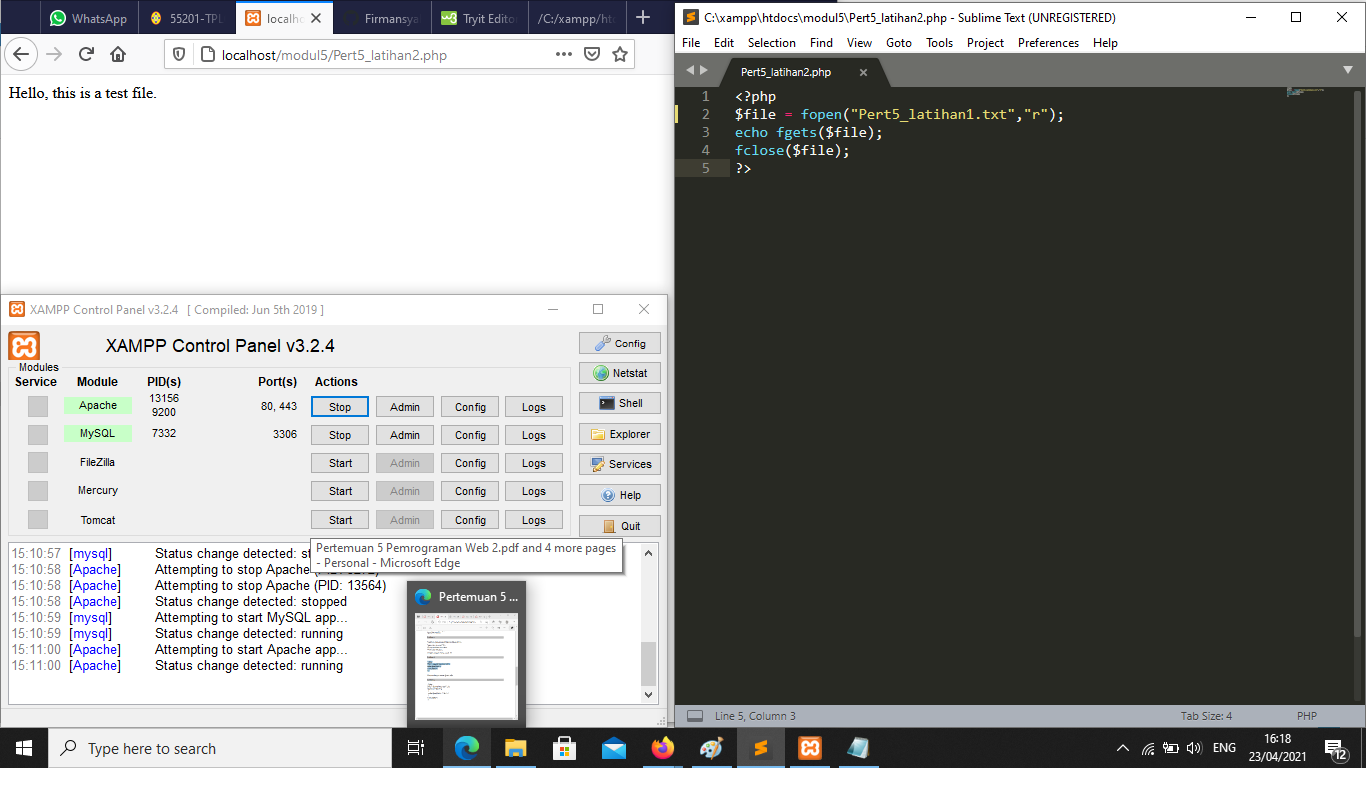 WhatsApp
55201-TPL
localho
Firmansya
Tryit Editor
/C:/xampp/ht
localhost/modul5/Pert5_latihan2.php
Hello, this is a test file.
C:\xampp\htdocs\modul5\Pert5_latihan2.php - Sublime Text (UNREGISTERED)
File Edit Selection Find View Goto Tools Project Preferences Help
Pert5_latihan2.php
1 <?php
2 $file = fopen("Pert5_latihan1.txt","r");
3 echo fgets($file);
4 fclose($file);
5 ?>
Line 5, Column 3
Tab Size: 4
PHP
XAMPP Control Panel v3.2.4 [ Compiled: Jun 5th 2019 ]
XAMPP Control Panel v3.2.4
Modules
Service Module PID(s) Port(s) Actions
Apache 13156 9200 80, 443 Stop Admin Config Logs
MySQL 7332 3306 Stop Admin Config Logs
FileZilla Start Admin Config Logs
Mercury Start Admin Config Logs
Tomcat Start Admin Config Logs
Config
Netstat
Shell
Explorer
Services
Help
Quit
15:10:57 [mysql] Status change detected:
15:10:58 [Apache] Attempting to stop Apache
15:10:58 [Apache] Attempting to stop Apache (PID: 13564)
15:10:58 [Apache] Status change detected: stopped
15:10:59 [mysql] Attempting to start MySQL app...
15:10:59 [mysql] Status change detected: running
15:11:00 [Apache] Attempting to start Apache app...
15:11:00 [Apache] Status change detected: running
Pertemuan 5 Pemrograman Web 2.pdf and 4 more pages
- Personal - Microsoft Edge
Pertemuan 5 ...
Type here to search
ENG
16:18
23/04/2021
12